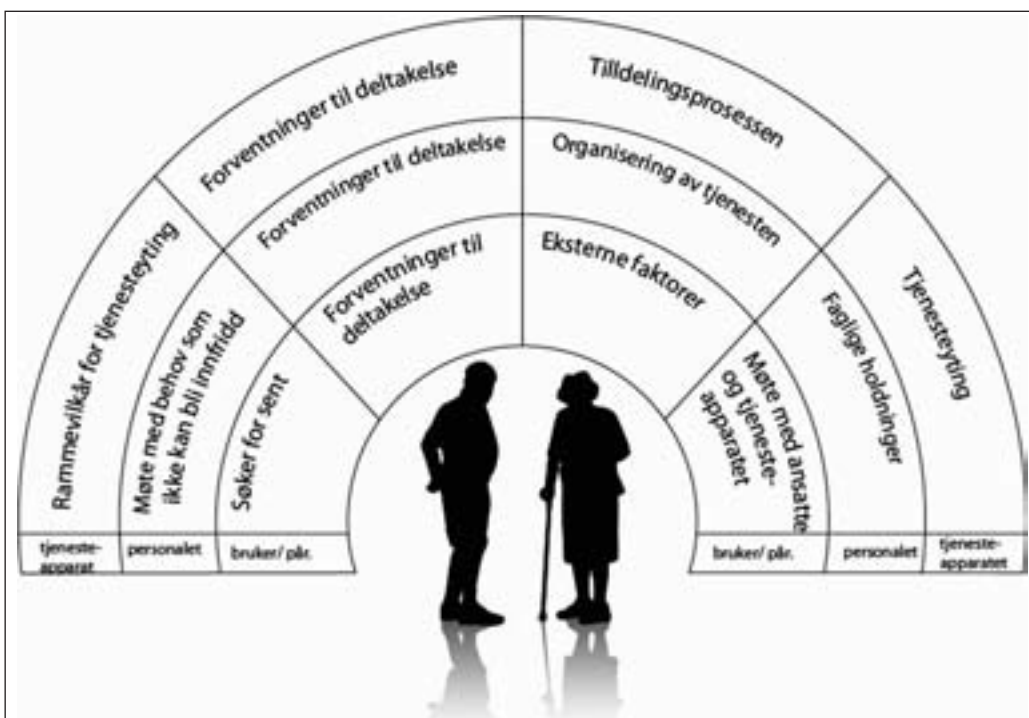 Forventninger til deltakelse
Tilldelingsprosessen
Forventninger til deltakelse
Organisering av tjenesten
Forventninger til
deltakelse
Eksterne faktorer
Rammevilkår for tjenesteyting
Møte med behov som
ikke kan bli innfridd
Søker for sent
Møte med ansatte
og tjeneste-
apparatet
Faglige holdninger
Tjenesteyting
tjeneste-
apparat
personalet
bruker/ pår.
bruker/ pår.
personalet
tjeneste-
apparatet